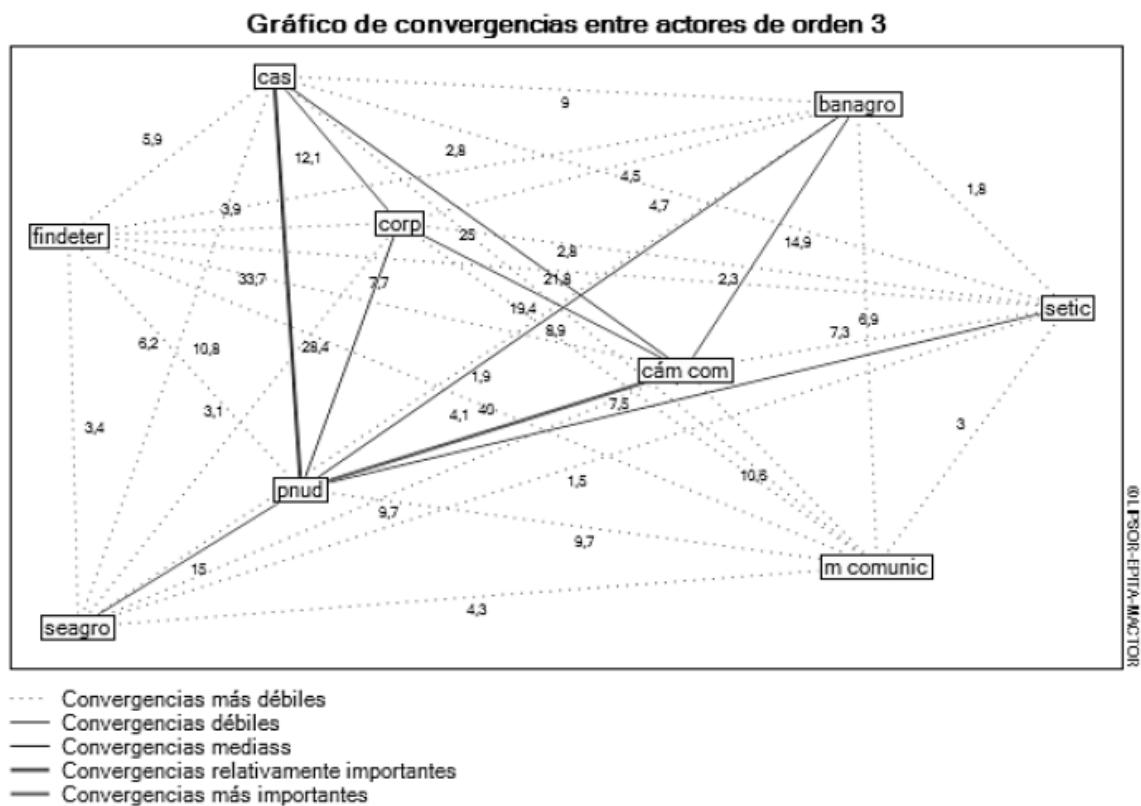 Gráfico de convergencias entre actores de orden 3
cas
9
banagro
5,9
12,1
2,8
4,5
1,8
3,9
4,7
findeter
corp
25
14,9
2,8
33,7
7,7
21,8
2,3
19,4
setic
8,9
6,9
7,3
6,2
10,8
28,4
cám com
1,9
7,5
3,4
3,1
4,1
40
3
pnud
1,5
10,6
9,7
9,7
15
m comunic
4,3
seagro
@LIPSOR-EPITA-MACTOR
Convergencias más débiles
Convergencias débiles
Convergencias mediass
Convergencias relativamente importantes
Convergencias más importantes